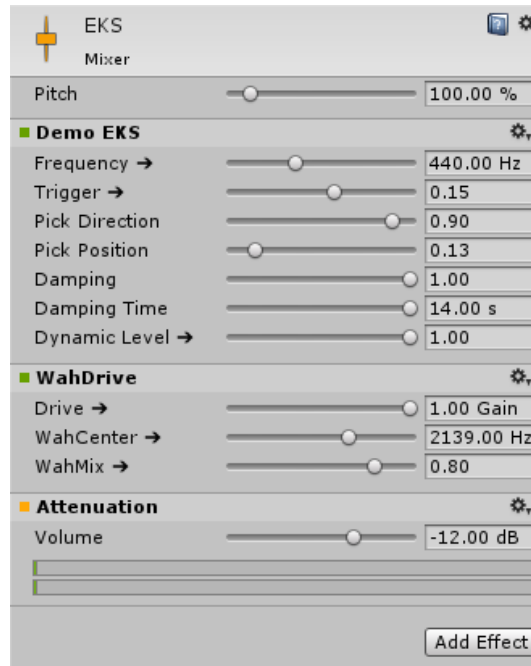 EKS
Mixer
Pitch 100.00 %
Demo EKS
Frequency ➔ 440.00 Hz
Trigger ➔ 0.15
Pick Direction 0.90
Pick Position 0.13
Damping 1.00
Damping Time 14.00 s
Dynamic Level ➔ 1.00
WahDrive
Drive ➔ 1.00 Gain
WahCenter ➔ 2139.00 Hz
WahMix ➔ 0.80
Attenuation
Volume -12.00 dB
Add Effect